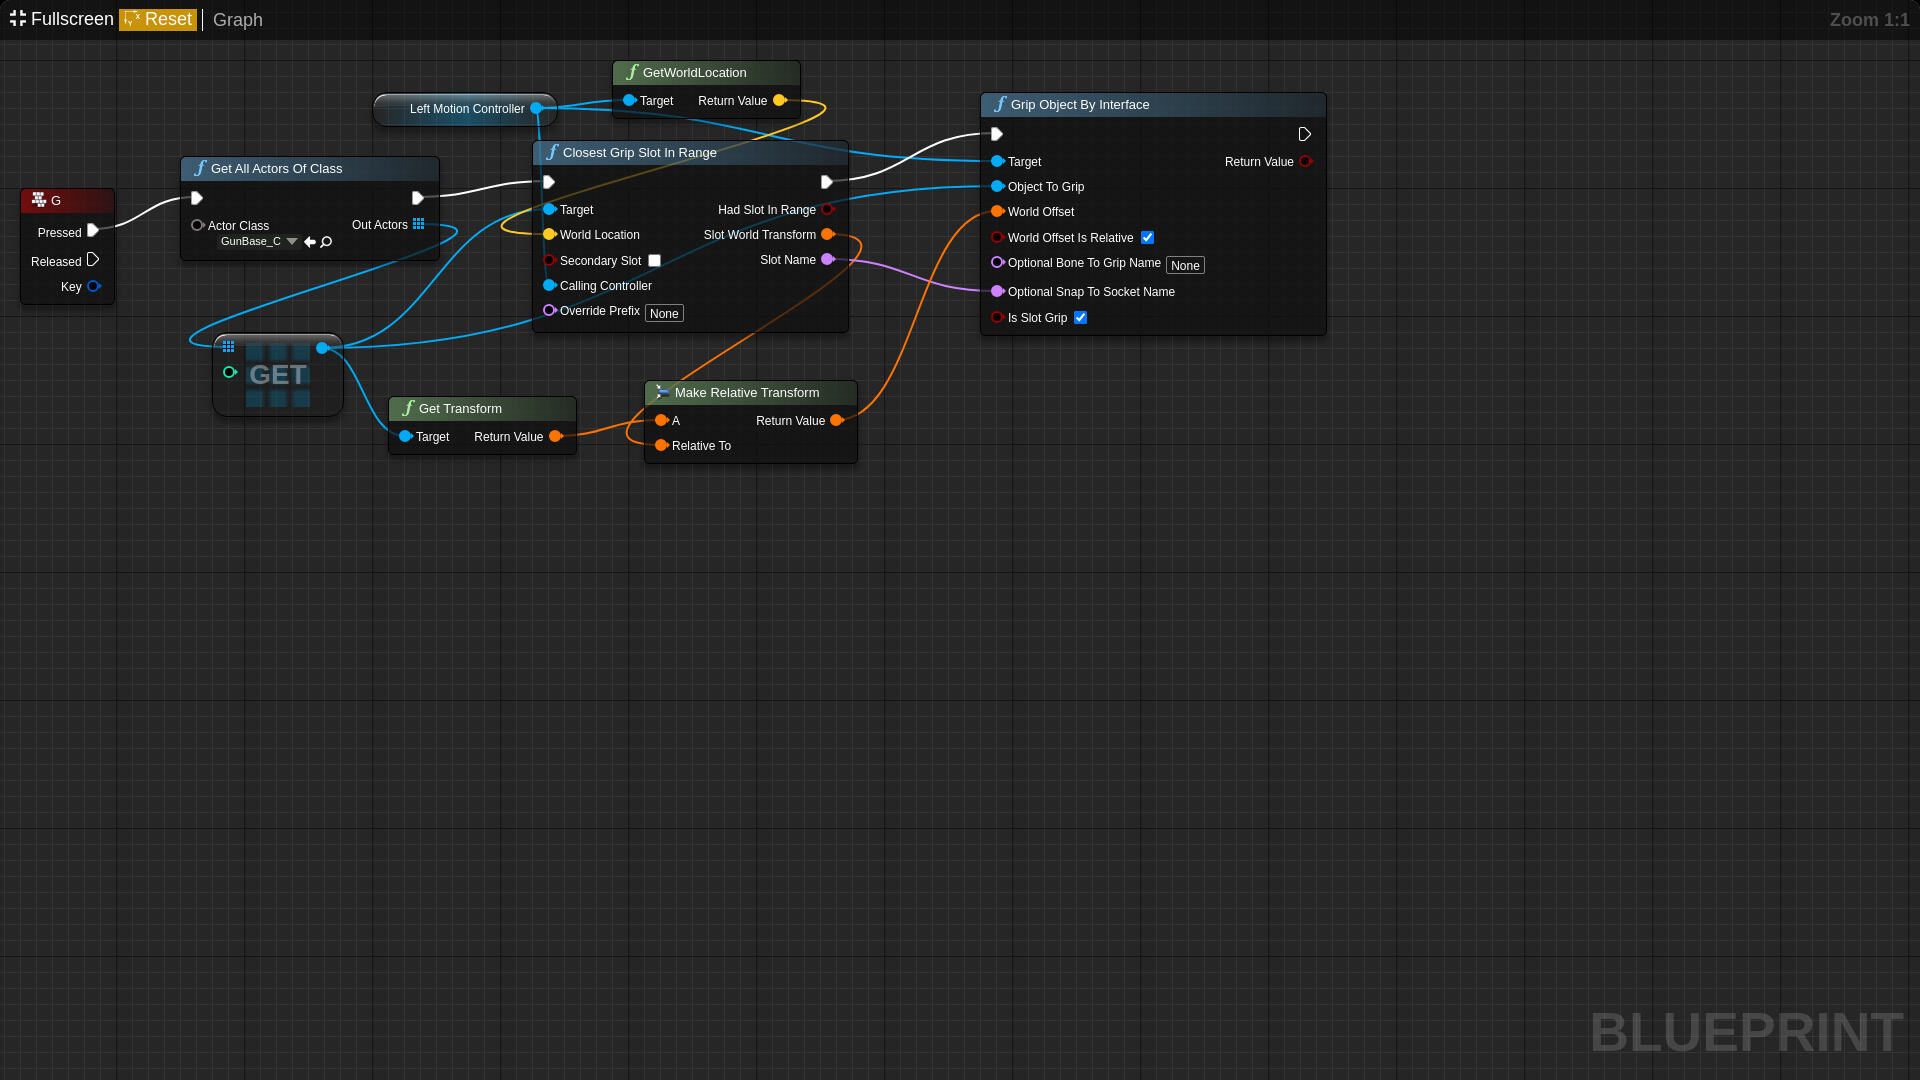 Fullscreen Reset Graph
Zoom 1:1
GetWorldLocation
Target Return Value
Left Motion Controller
Grip Object By Interface
Target Return Value
Object To Grip
World Offset
World Offset Is Relative
Optional Bone To Grip Name None
Optional Snap To Socket Name
Is Slot Grip
Closest Grip Slot In Range
Target Had Slot In Range
World Location Slot World Transform
Secondary Slot Slot Name
Calling Controller
Override Prefix None
Get All Actors Of Class
Actor Class Out Actors
GunBase_C
G
Pressed
Released
Key
GET
Get Transform
Target Return Value
Make Relative Transform
A Return Value
Relative To
BLUEPRINT